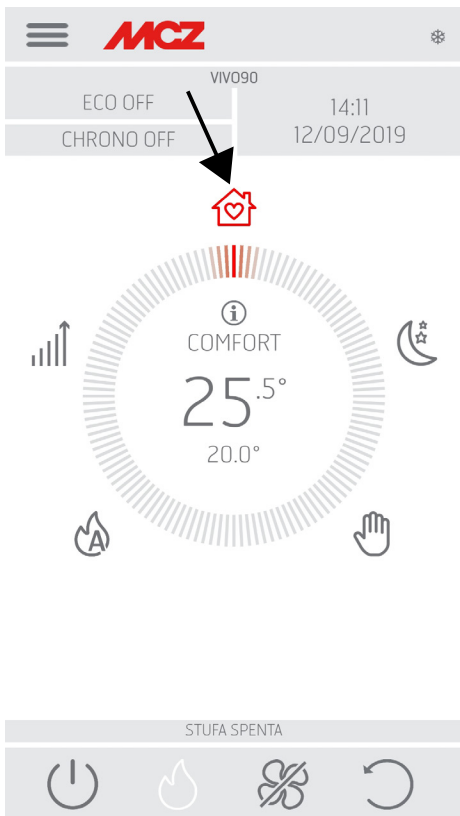 MCZ
VIVO90
ECO OFF
CHRONO OFF
14:11
12/09/2019
i
COMFORT
25.5°
20.0°
A
STUFA SPENTA